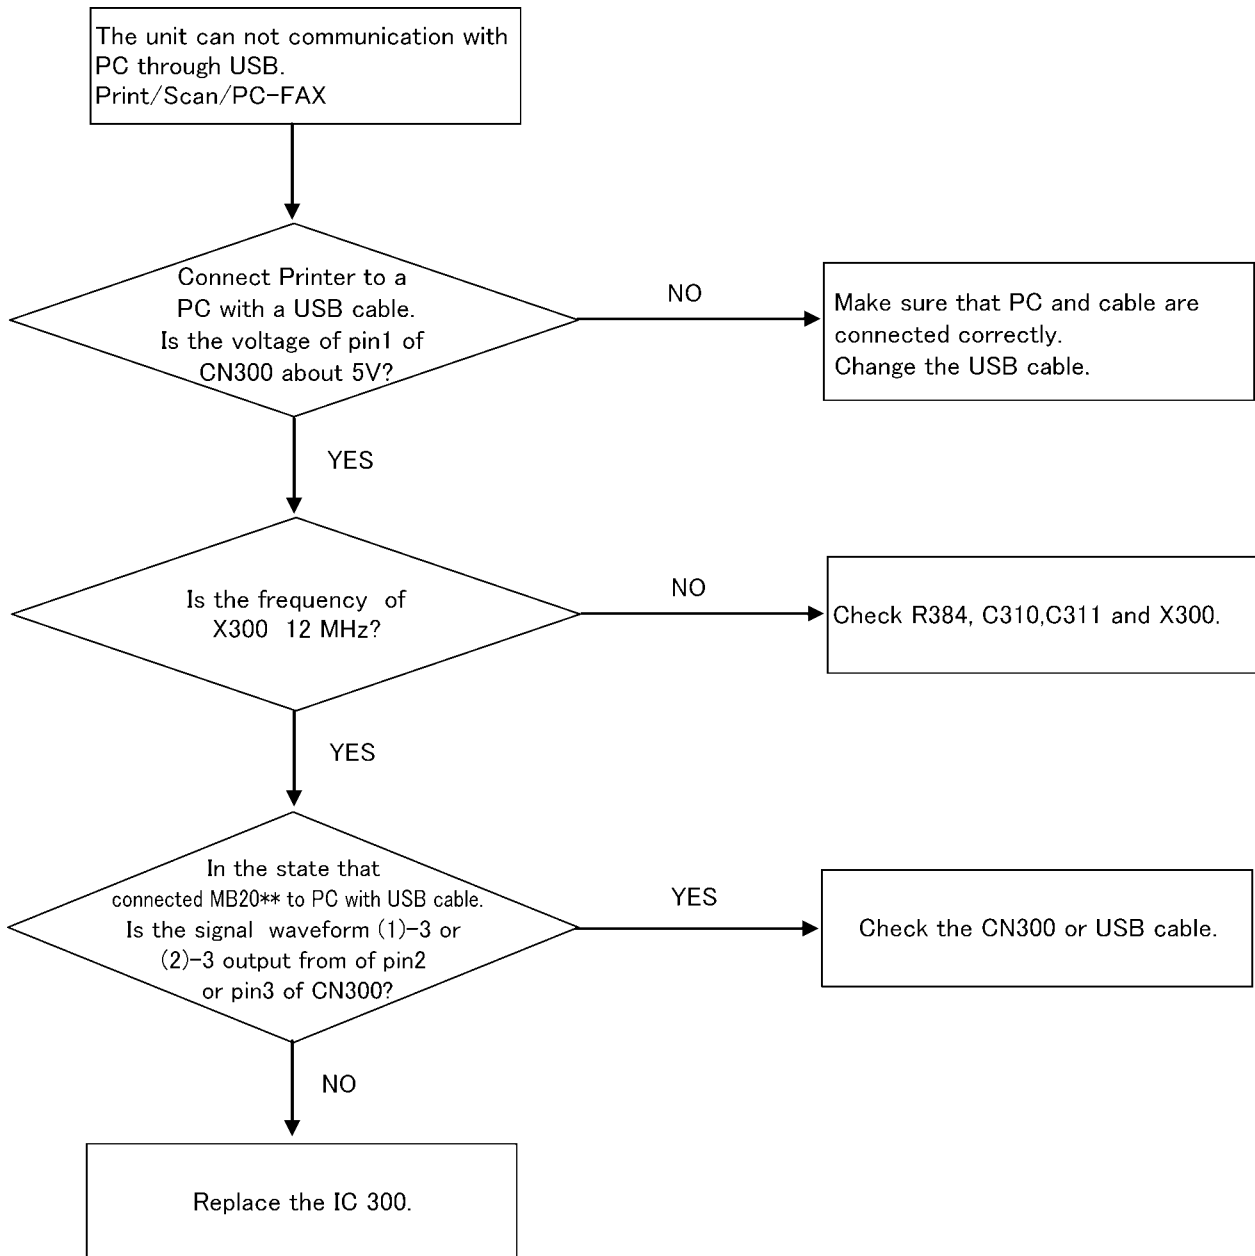 The unit can not communication with
PC through USB.
Print/Scan/PC-FAX
Connect Printer to a
PC with a USB cable.
Is the voltage of pin1 of
CN300 about 5V?
NO
Make sure that PC and cable are
connected correctly.
Change the USB cable.
YES
Is the frequency of
X300 12 MHz?
NO
Check R384, C310,C311 and X300.
YES
In the state that
connected MB20** to PC with USB cable.
Is the signal waveform (1)-3 or
(2)-3 output from of pin2
or pin3 of CN300?
YES
Check the CN300 or USB cable.
NO
Replace the IC 300.